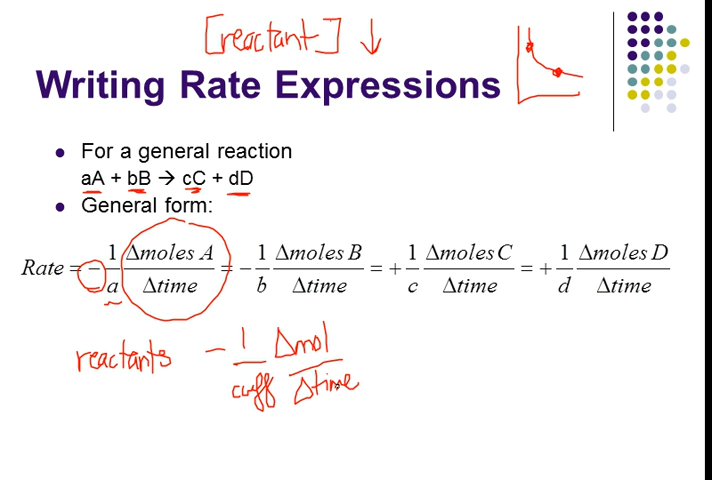 [reactant] ↓
Writing Rate Expressions
● For a general reaction
aA + bB → cC + dD
● General form:
Rate = - 1/a Δmoles A/Δtime = - 1/b Δmoles B/Δtime = + 1/c Δmoles C/Δtime = + 1/d Δmoles D/Δtime
reactants - 1/coeff Δmol/Δtime